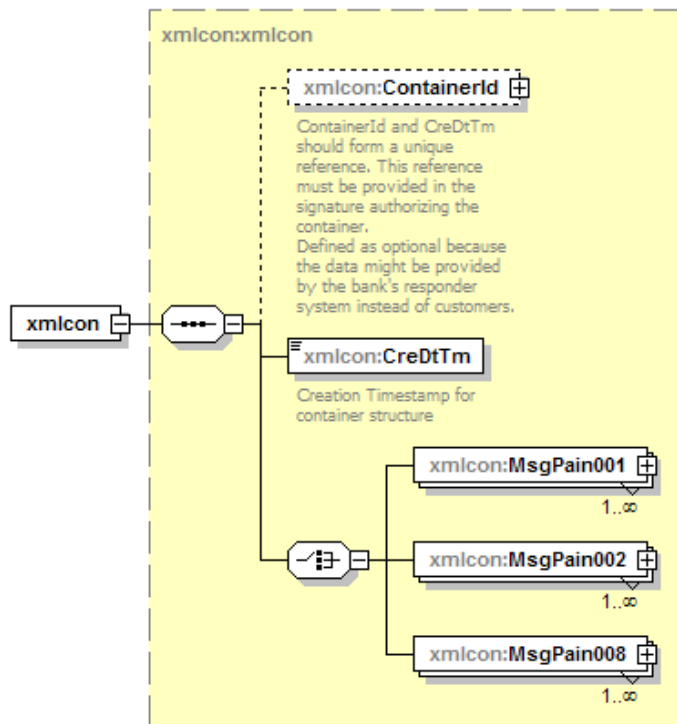 xmlcon:xmlcon
xmlcon:ContainerId
ContainerId and CreDtTm
should form a unique
reference. This reference
must be provided in the
signature authorizing the
container.
Defined as optional because
the data might be provided
by the bank's responder
system instead of customers.
xmlcon
xmlcon:CreDtTm
Creation Timestamp for
container structure
xmlcon:MsgPain001
1..∞
xmlcon:MsgPain002
1..∞
xmlcon:MsgPain008
1..∞